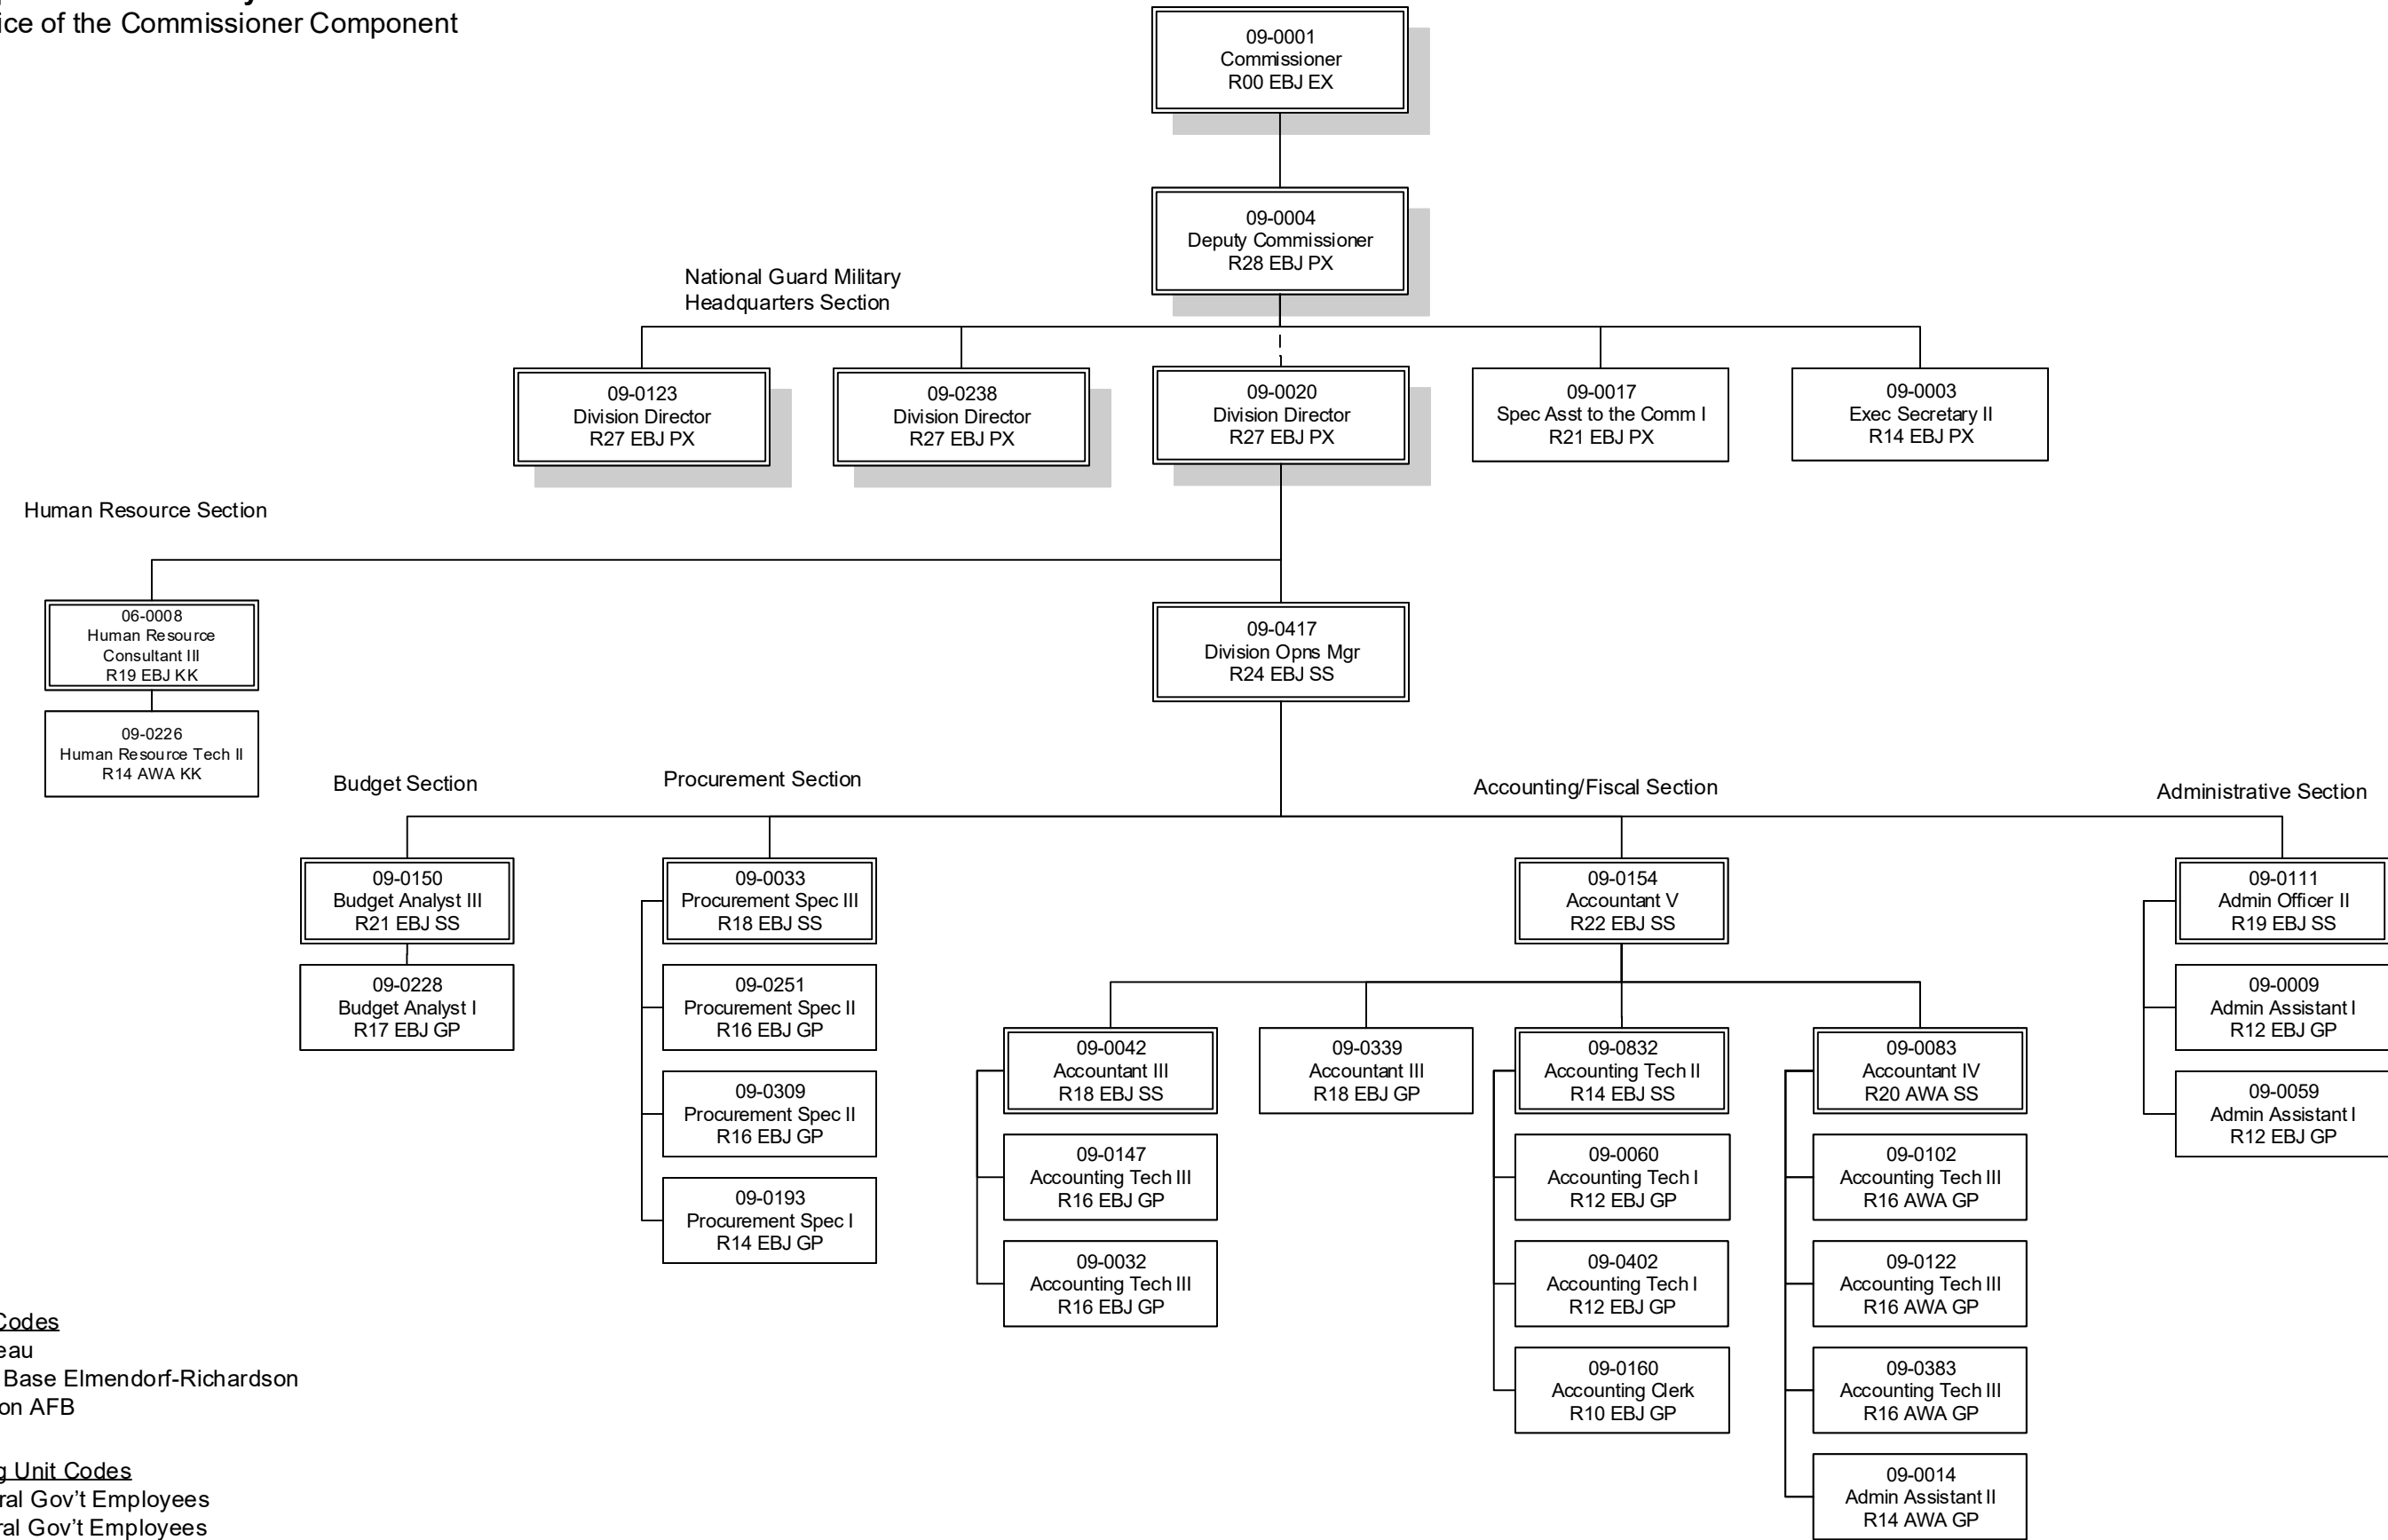 ice of the Commissioner Component
09-0001
Commissioner
R00 EBJ EX
09-0004
Deputy Commissioner
R28 EBJ PX
National Guard Military
Headquarters Section
09-0123
Division Director
R27 EBJ PX
09-0238
Division Director
R27 EBJ PX
09-0020
Division Director
R27 EBJ PX
09-0017
Spec Asst to the Comm I
R21 EBJ PX
09-0003
Exec Secretary II
R14 EBJ PX
Human Resource Section
06-0008
Human Resource
Consultant III
R19 EBJ KK
09-0226
Human Resource Tech II
R14 AWA KK
09-0417
Division Opns Mgr
R24 EBJ SS
Budget Section
Procurement Section
Accounting/Fiscal Section
Administrative Section
09-0150
Budget Analyst III
R21 EBJ SS
09-0228
Budget Analyst I
R17 EBJ GP
09-0033
Procurement Spec III
R18 EBJ SS
09-0251
Procurement Spec II
R16 EBJ GP
09-0309
Procurement Spec II
R16 EBJ GP
09-0193
Procurement Spec I
R14 EBJ GP
09-0154
Accountant V
R22 EBJ SS
09-0042
Accountant III
R18 EBJ SS
09-0147
Accounting Tech III
R16 EBJ GP
09-0032
Accounting Tech III
R16 EBJ GP
09-0339
Accountant III
R18 EBJ GP
09-0832
Accounting Tech II
R14 EBJ SS
09-0060
Accounting Tech I
R12 EBJ GP
09-0402
Accounting Tech I
R12 EBJ GP
09-0160
Accounting Clerk
R10 EBJ GP
09-0083
Accountant IV
R20 AWA SS
09-0102
Accounting Tech III
R16 AWA GP
09-0122
Accounting Tech III
R16 AWA GP
09-0383
Accounting Tech III
R16 AWA GP
09-0014
Admin Assistant II
R14 AWA GP
09-0111
Admin Officer II
R19 EBJ SS
09-0009
Admin Assistant I
R12 EBJ GP
09-0059
Admin Assistant I
R12 EBJ GP
Codes
eau
Base Elmendorf-Richardson
on AFB
g Unit Codes
ral Gov't Employees
ral Gov't Employees